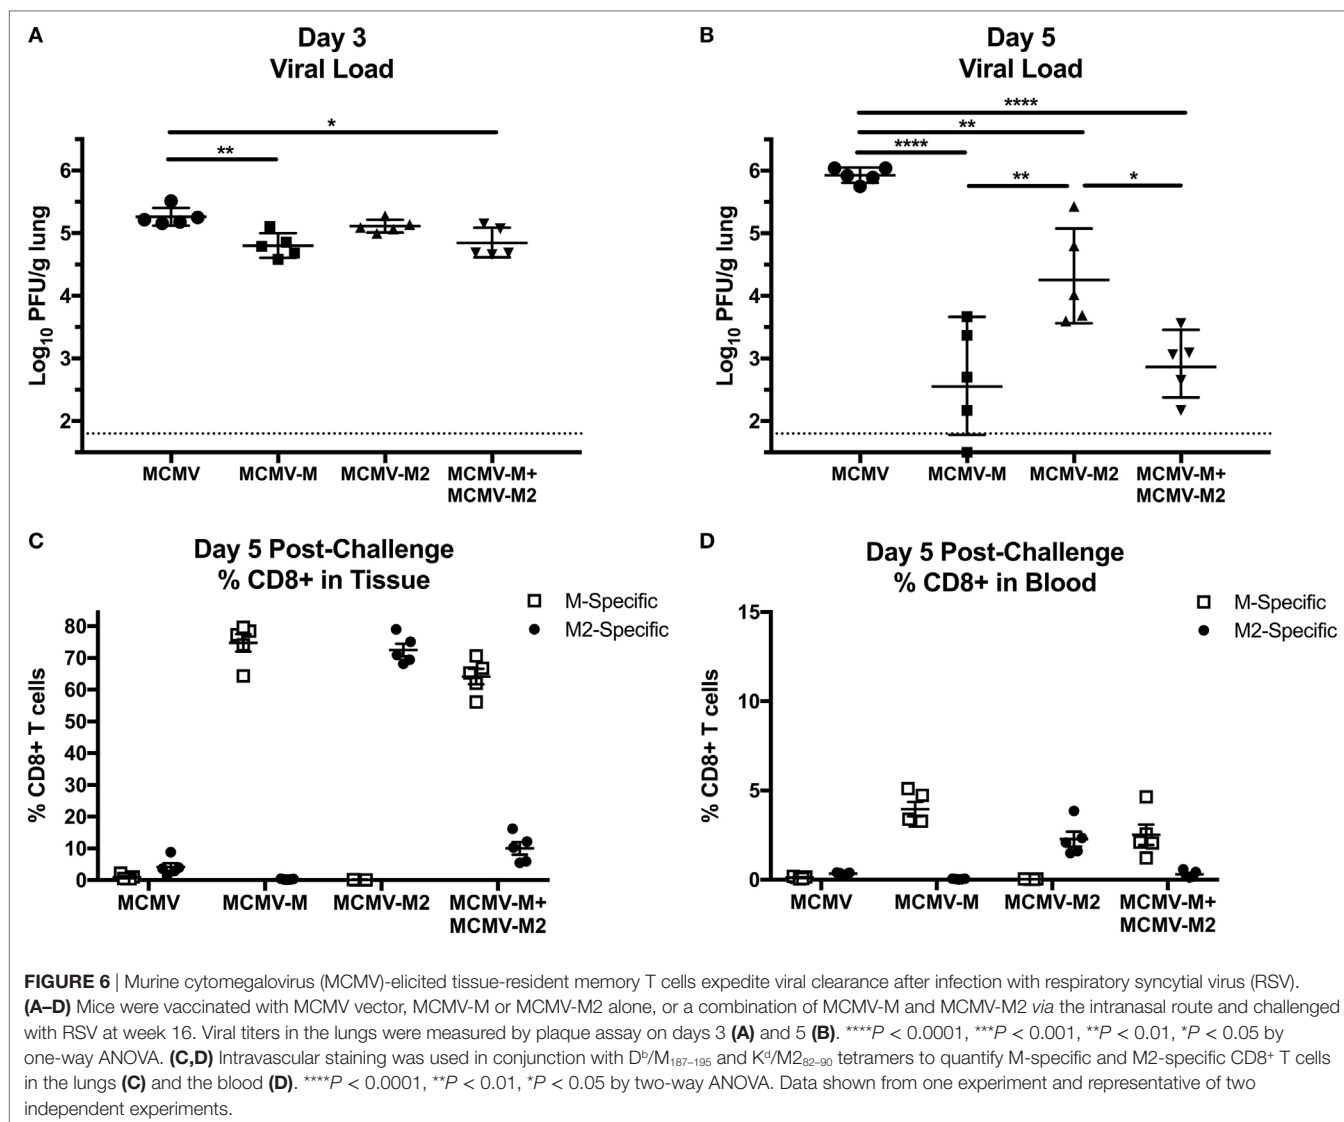 A
Day 3
Viral Load
*
**
Log10 PFU/g lung
6
5
4
3
2
MCMV
MCMV-M
MCMV-M2
MCMV-M+
MCMV-M2
B
Day 5
Viral Load
****
**
****
**
*
Log10 PFU/g lung
6
5
4
3
2
MCMV
MCMV-M
MCMV-M2
MCMV-M+
MCMV-M2
C
Day 5 Post-Challenge
% CD8+ in Tissue
M-Specific
M2-Specific
% CD8+ T cells
80
70
60
50
40
30
20
10
0
MCMV
MCMV-M
MCMV-M2
MCMV-M+
MCMV-M2
D
Day 5 Post-Challenge
% CD8+ in Blood
M-Specific
M2-Specific
% CD8+ T cells
15
10
5
0
MCMV
MCMV-M
MCMV-M2
MCMV-M+
MCMV-M2
FIGURE 6 | Murine cytomegalovirus (MCMV)-elicited tissue-resident memory T cells expedite viral clearance after infection with respiratory syncytial virus (RSV).
(A–D) Mice were vaccinated with MCMV vector, MCMV-M or MCMV-M2 alone, or a combination of MCMV-M and MCMV-M2 via the intranasal route and challenged
with RSV at week 16. Viral titers in the lungs were measured by plaque assay on days 3 (A) and 5 (B). ****P < 0.0001, ***P < 0.001, **P < 0.01, *P < 0.05 by
one-way ANOVA. (C,D) Intravascular staining was used in conjunction with Dᵇ/M187–195 and Kᵈ/M282–90 tetramers to quantify M-specific and M2-specific CD8⁺ T cells
in the lungs (C) and the blood (D). ****P < 0.0001, **P < 0.01, *P < 0.05 by two-way ANOVA. Data shown from one experiment and representative of two
independent experiments.